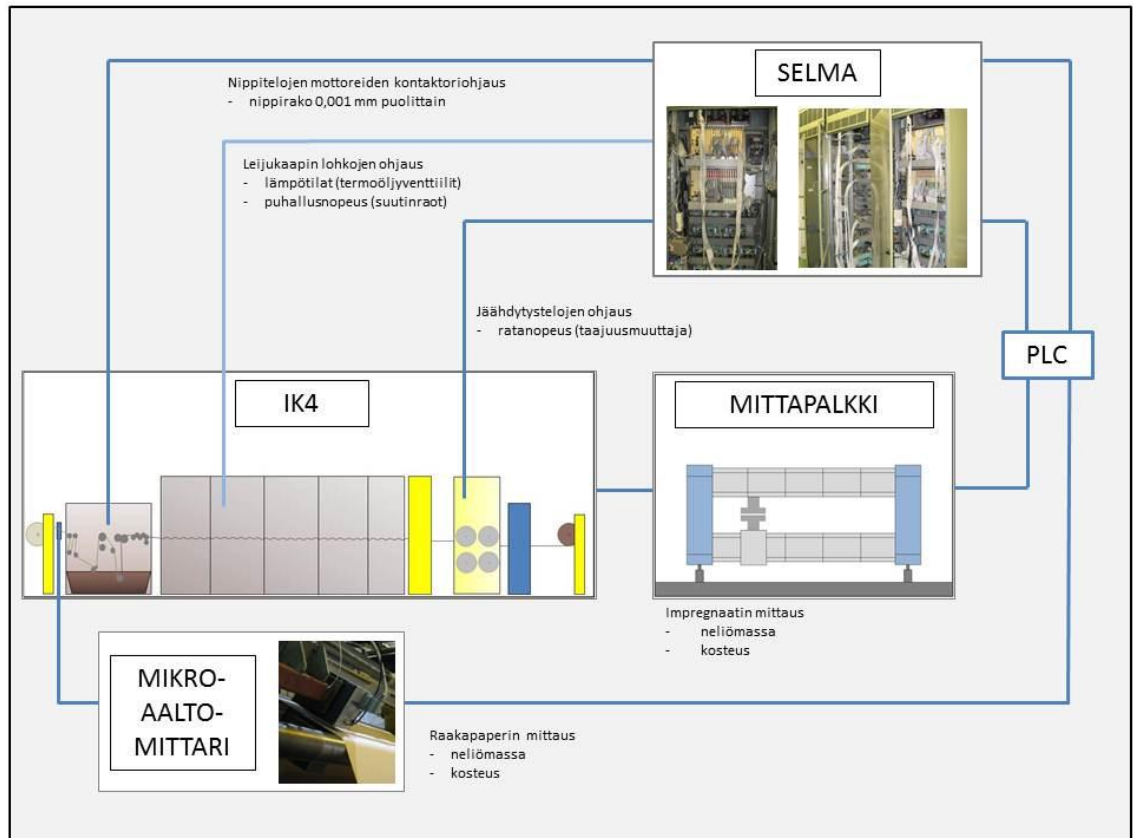 SELMA
Nippitelojen mottoreiden kontaktoriohjaus
- nippirako 0,001 mm puolittain
Leijukaapin lohkojen ohjaus
- lämpötilat (termoöljyventtiilit)
- puhallusnopeus (suutinraot)
Jäähdytystelojen ohjaus
- ratanopeus (taajuusmuuttaja)
PLC
IK4
MITTAPALKKI
Impregnaatin mittaus
- neliömassa
- kosteus
MIKRO-
AALTO-
MITTARI
Raakapaperin mittaus
- neliömassa
- kosteus